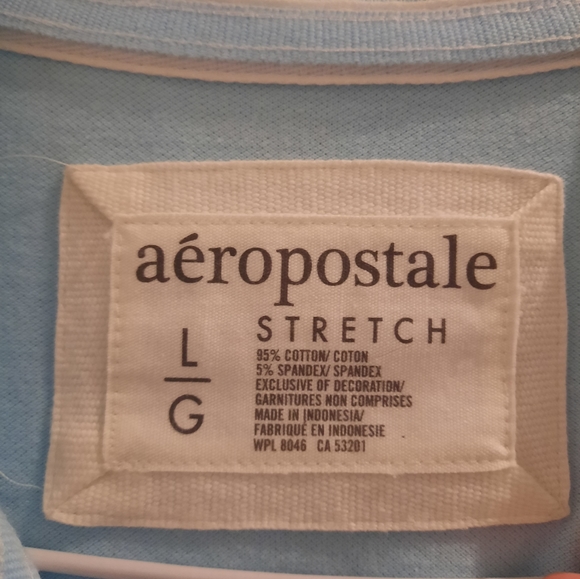 aéropostale
L
G
STRETCH
95% COTTON/ COTON
5% SPANDEX/ SPANDEX
EXCLUSIVE OF DECORATION/
GARNITURES NON COMPRISES
MADE IN INDONESIA/
FABRIQUÉ EN INDONESIE
WPL 8046 CA 53201